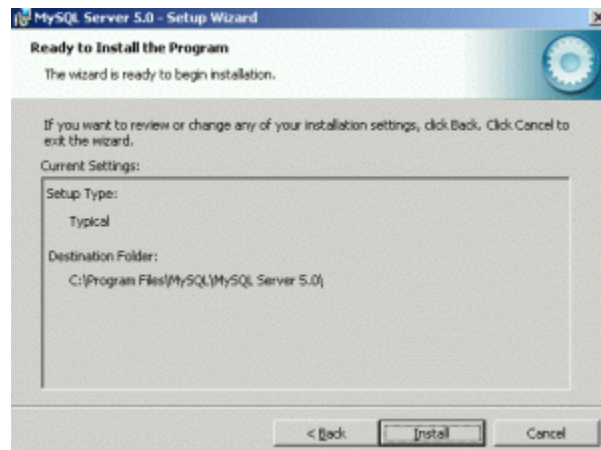 MySQL Server 5.0 - Setup Wizard
Ready to Install the Program
The wizard is ready to begin installation.
If you want to review or change any of your installation settings, click Back. Click Cancel to
exit the wizard.
Current Settings:
Setup Type:
Typical
Destination Folder:
C:\Program Files\MySQL\MySQL Server 5.0\
< Back
Install
Cancel